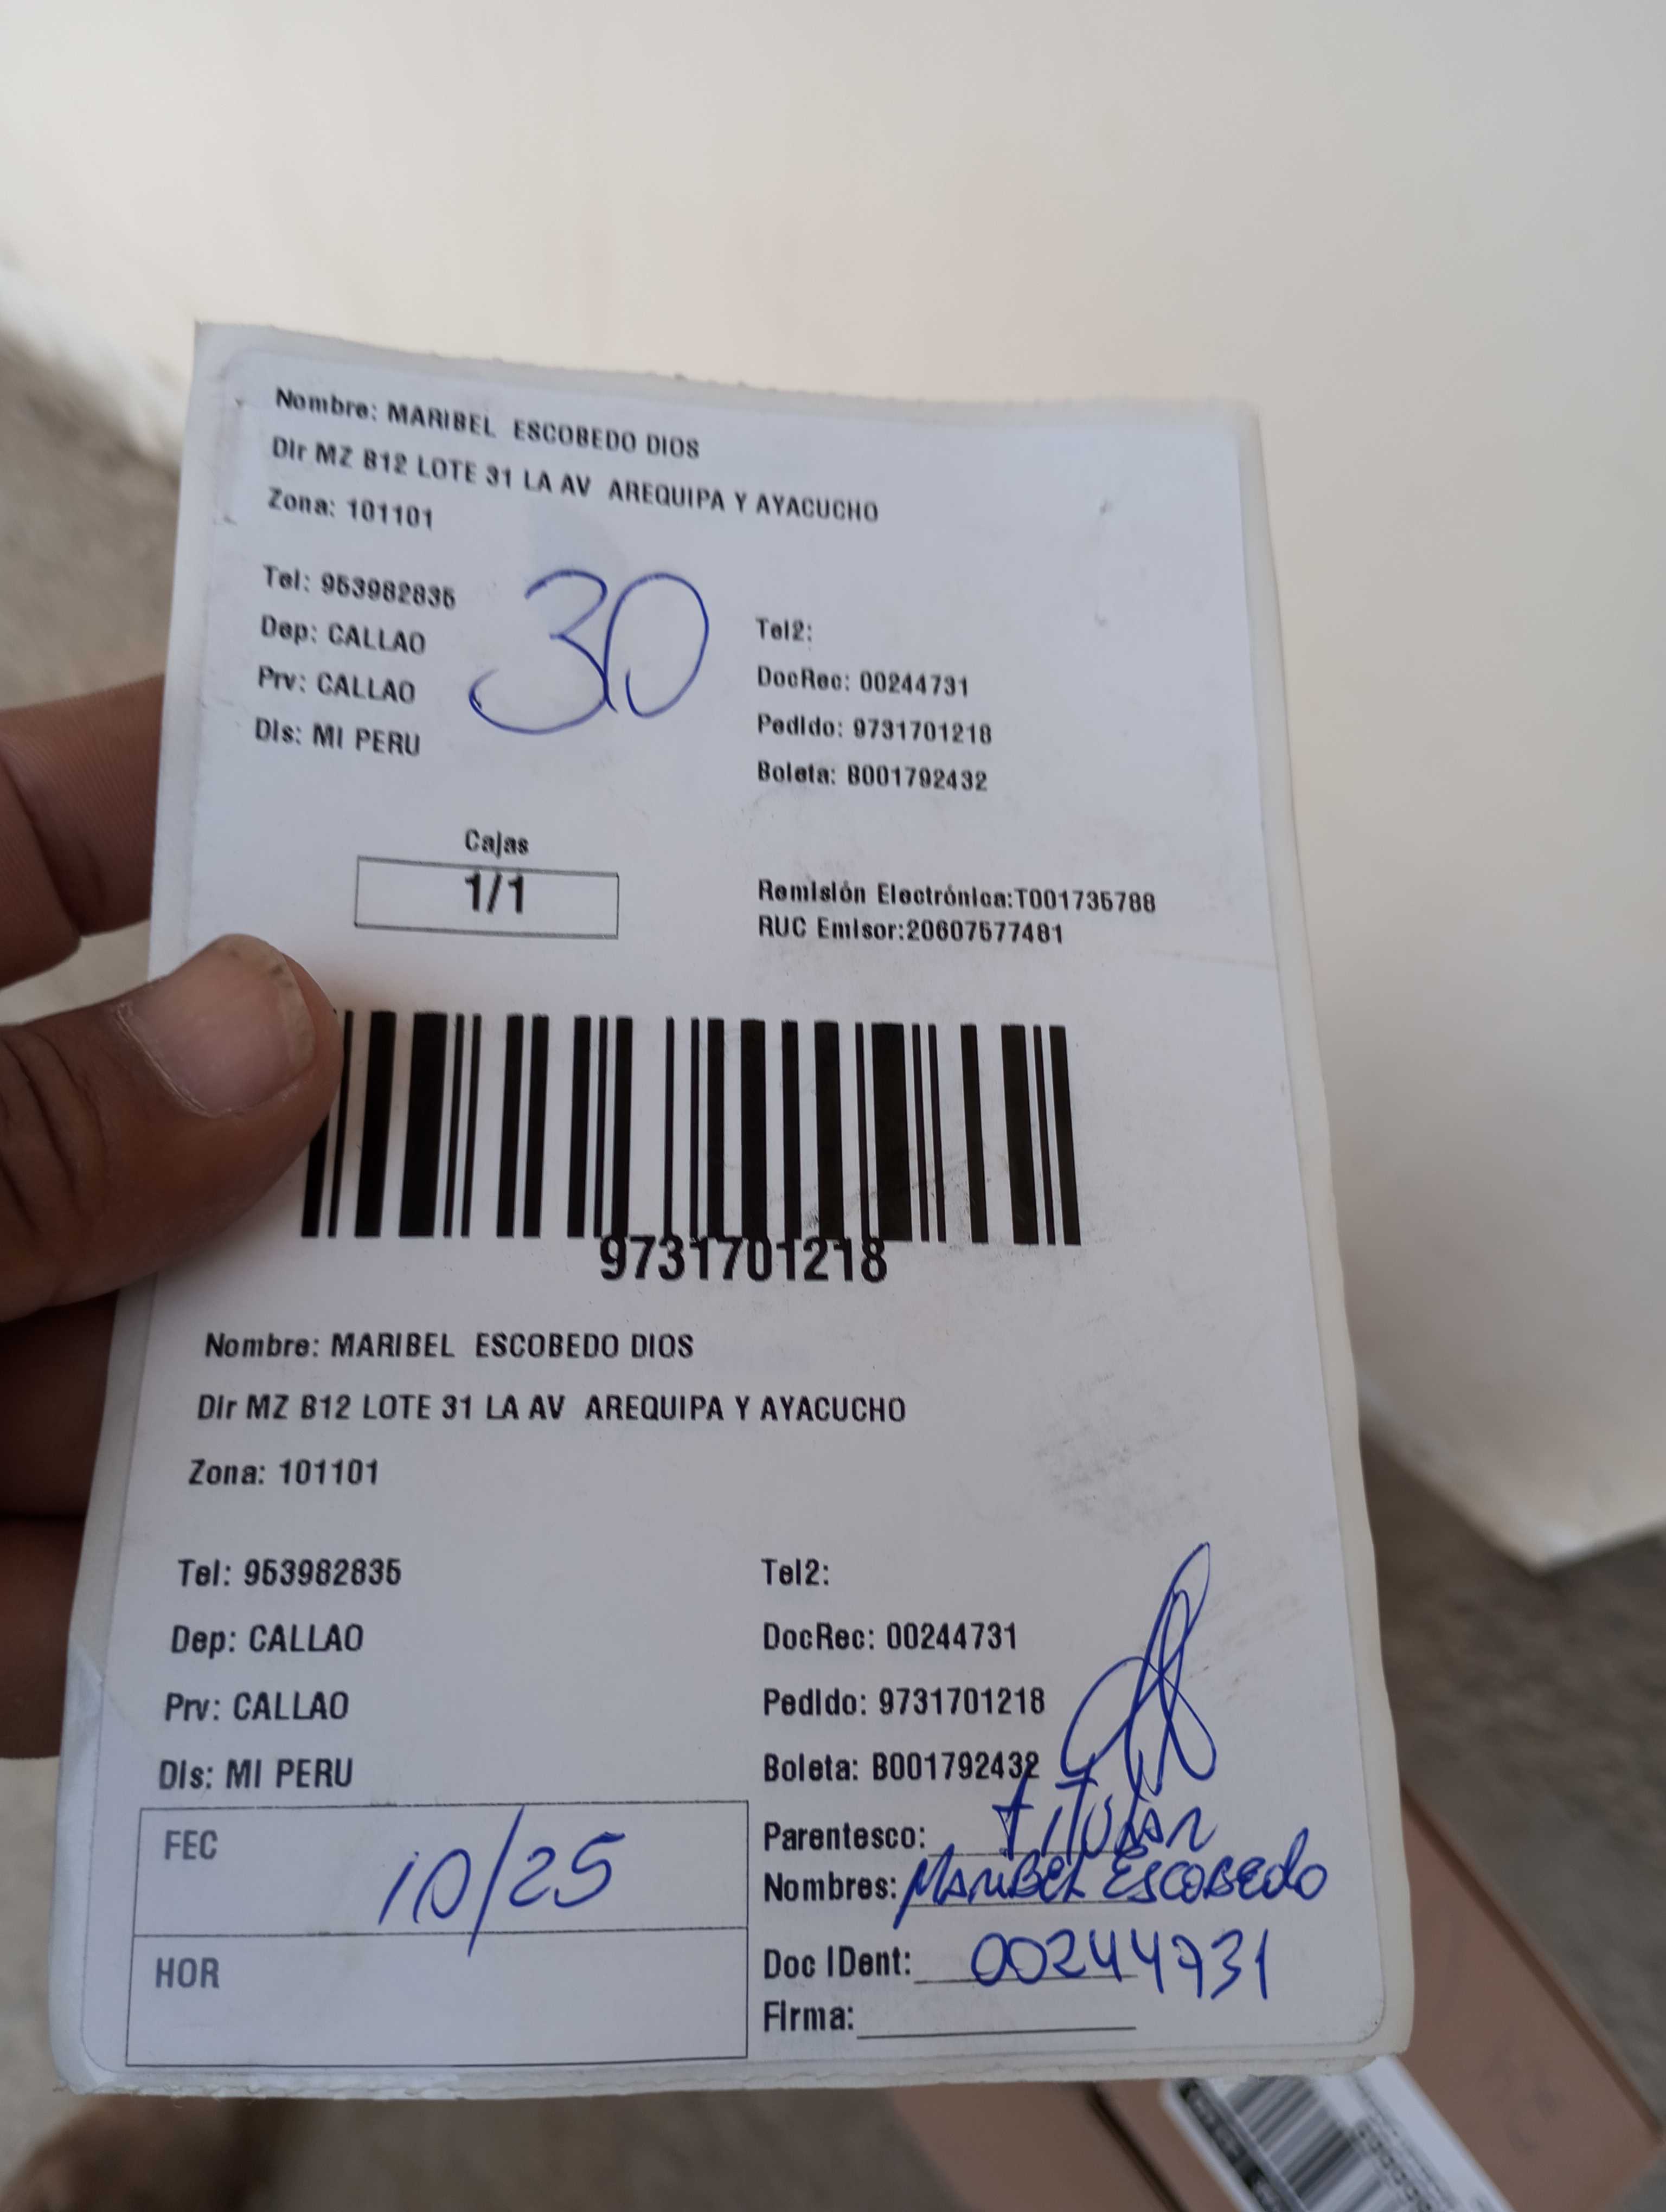 Nombre: MARIBEL ESCOBEDO DIOS
Dir MZ B12 LOTE 31 LA AV AREQUIPA Y AYACUCHO
Zona: 101101
Tel: 953982835
30
Tel2:
Dep: CALLAO
DocRec: 00244731
Prv: CALLAO
Pedido: 9731701218
Dis: MI PERU
Boleta: B001792432
Cajas
1/1
Remisión Electrónica:T001735788
RUC Emisor:20607577481
9731701218
Nombre: MARIBEL ESCOBEDO DIOS
Dir MZ B12 LOTE 31 LA AV AREQUIPA Y AYACUCHO
Zona: 101101
Tel: 953982835
Tel2:
Dep: CALLAO
DocRec: 00244731
Prv: CALLAO
Pedido: 9731701218
Dis: MI PERU
Boleta: B001792432
FEC 10/25
HOR
Parentesco: titular
Nombres: Maribel Escobedo
Doc IDent: 00244731
Firma: